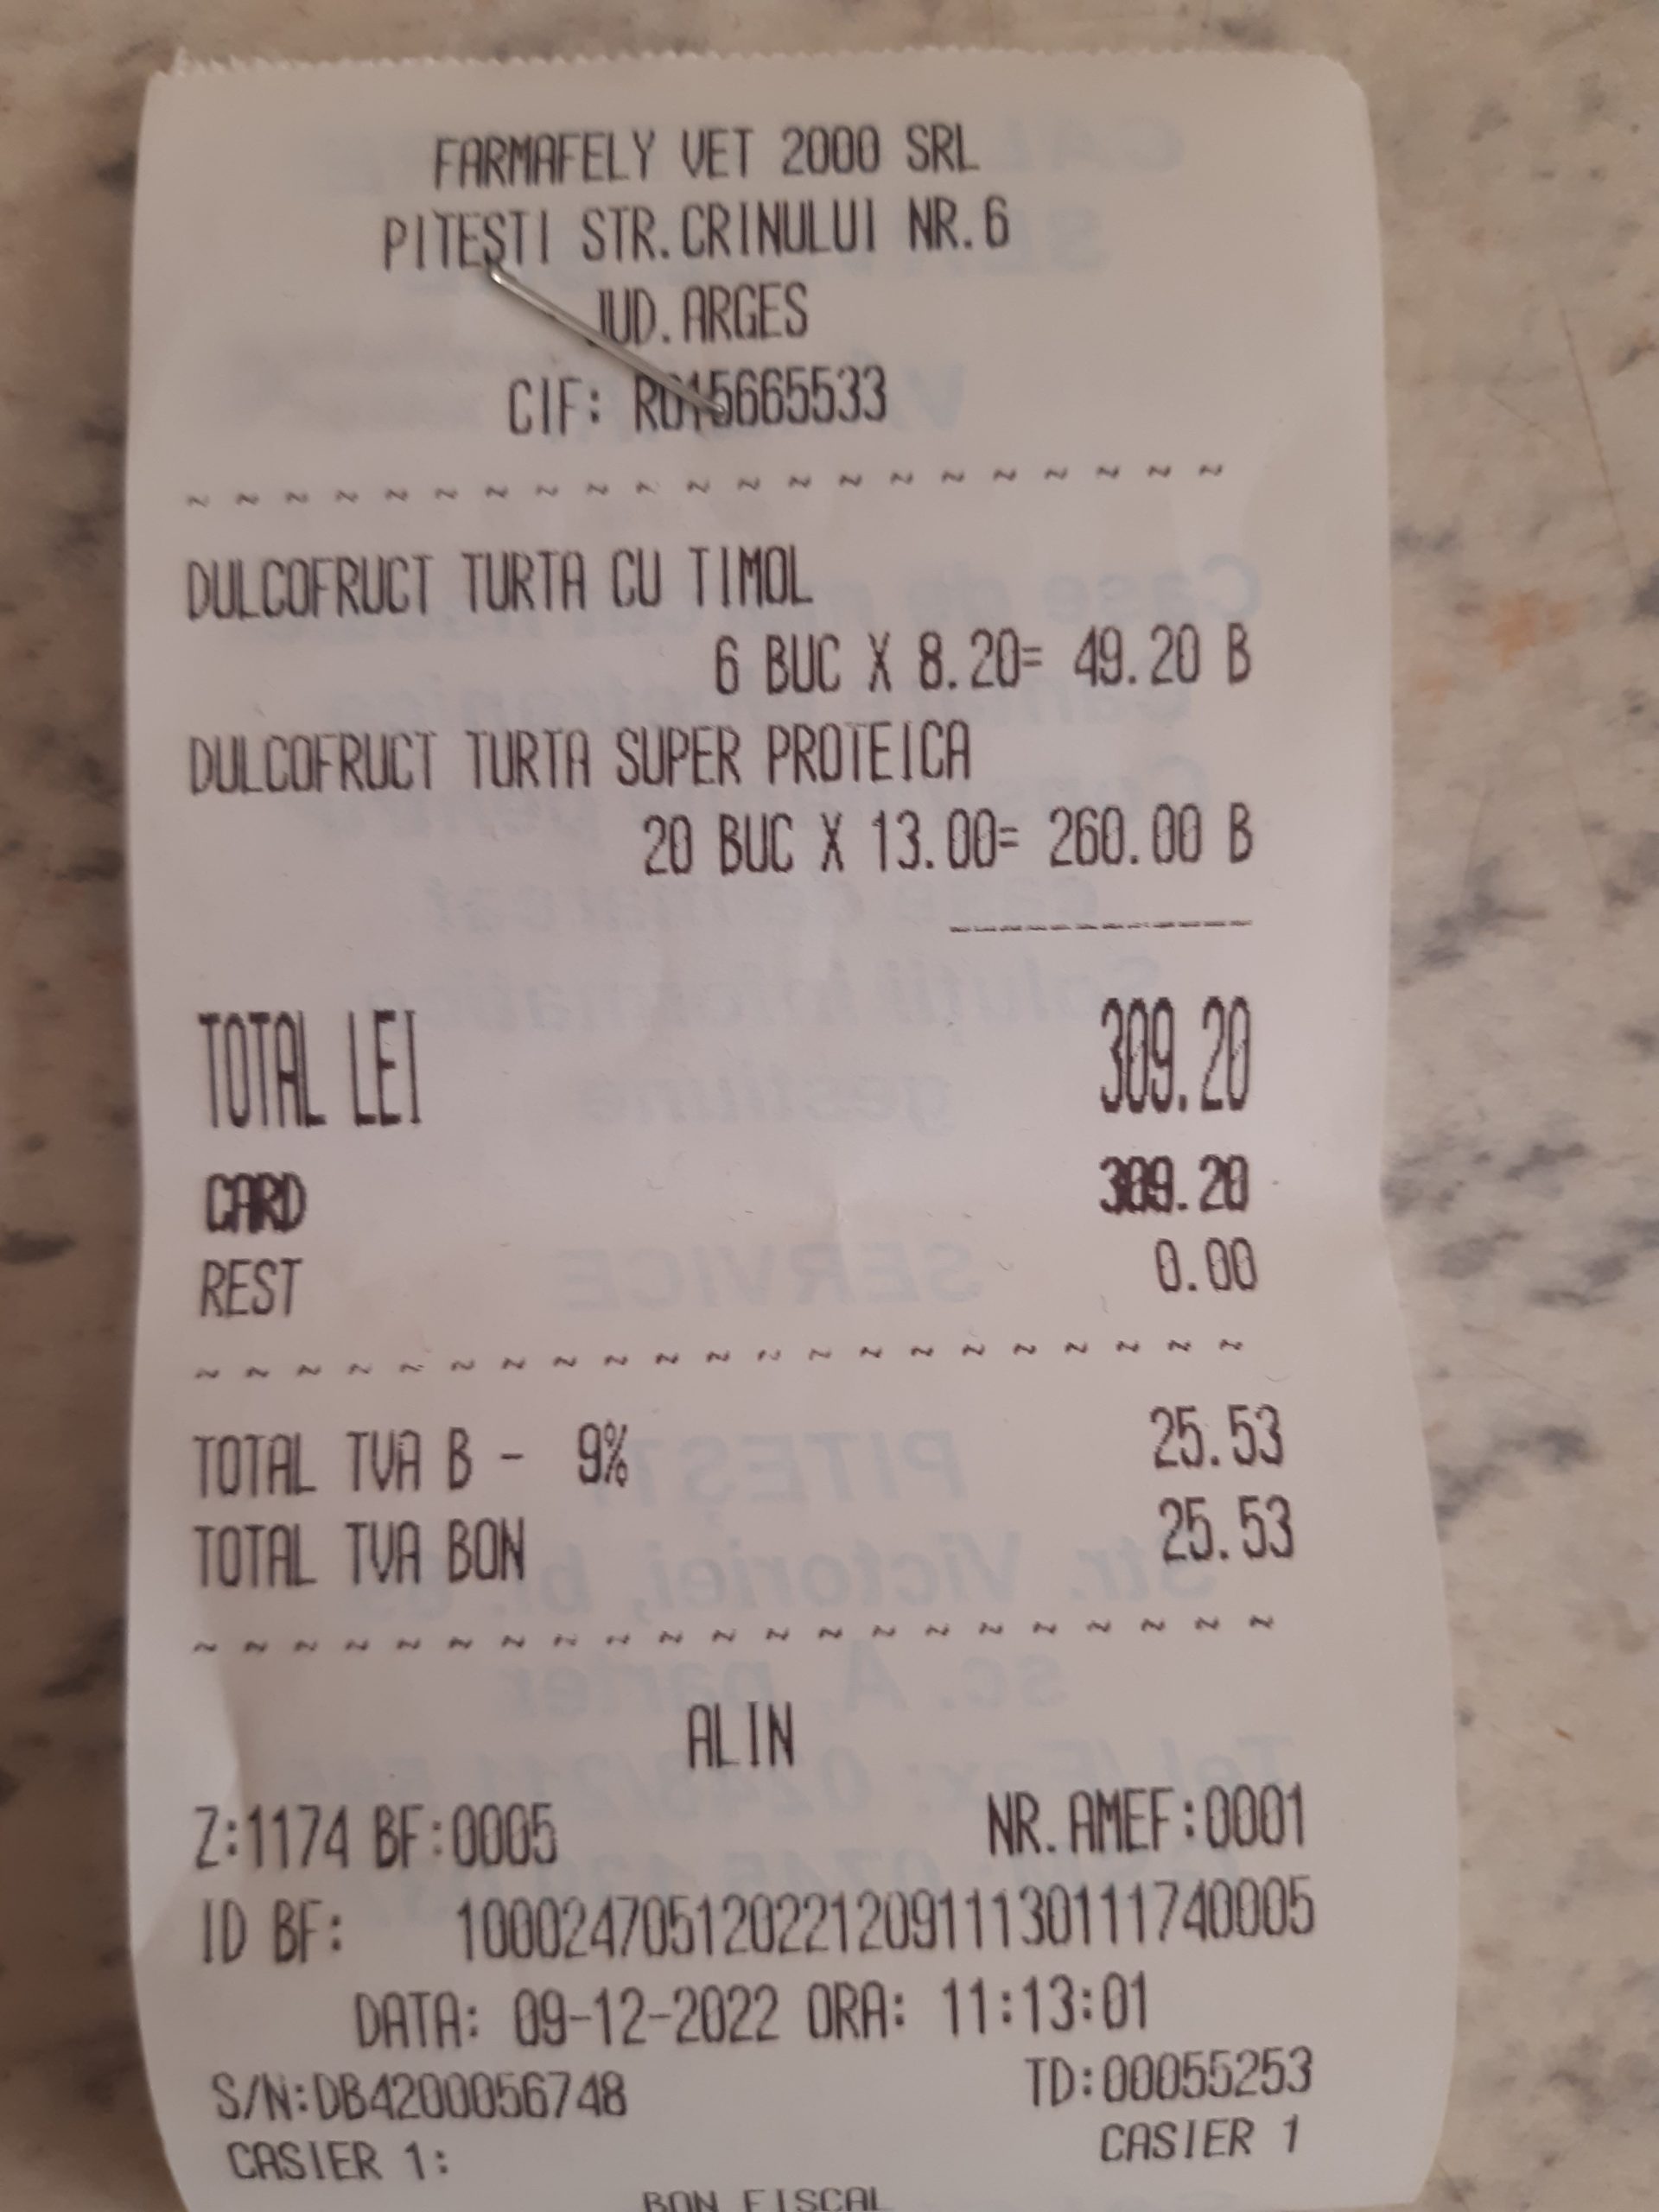 FARMAFELY VET 2000 SRL
PITESTI STR.CRINULUI NR.6
JUD.ARGES
CIF: RO15665533
~ ~ ~ ~ ~ ~ ~ ~ ~ ~ ~ ~ ~ ~ ~ ~ ~ ~ ~ ~ ~
DULCOFRUCT TURTA CU TIMOL
6 BUC X 8.20= 49.20 B
DULCOFRUCT TURTA SUPER PROTEICA
20 BUC X 13.00= 260.00 B
TOTAL LEI 309.20
CARD 309.20
REST 0.00
~ ~ ~ ~ ~ ~ ~ ~ ~ ~ ~ ~ ~ ~ ~ ~ ~ ~ ~ ~ ~
TOTAL TVA B - 9% 25.53
TOTAL TVA BON 25.53
~ ~ ~ ~ ~ ~ ~ ~ ~ ~ ~ ~ ~ ~ ~ ~ ~ ~ ~ ~ ~
ALIN
Z:1174 BF:0005 NR.AMEF:0001
ID BF: 10002470512022120911130111740005
DATA: 09-12-2022 ORA: 11:13:01
S/N:DB4200056748 TD:00055253
CASIER 1: CASIER 1
BON FISCAL